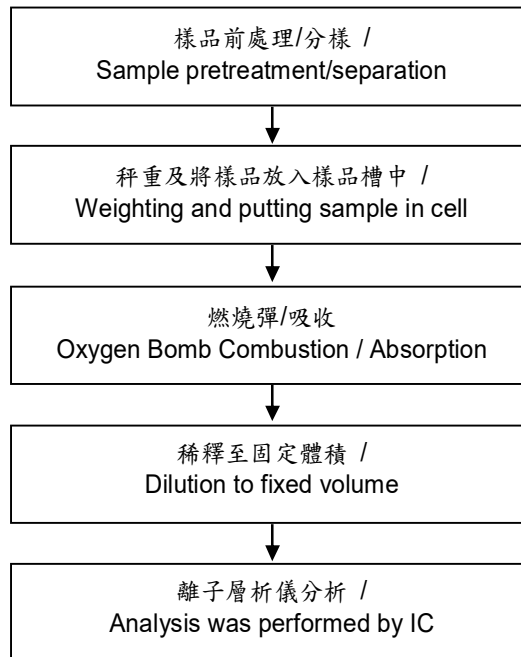 樣品前處理/分樣 /
Sample pretreatment/separation
秤重及將樣品放入樣品槽中 /
Weighting and putting sample in cell
燃燒彈/吸收
Oxygen Bomb Combustion / Absorption
稀釋至固定體積 /
Dilution to fixed volume
離子層析儀分析 /
Analysis was performed by IC